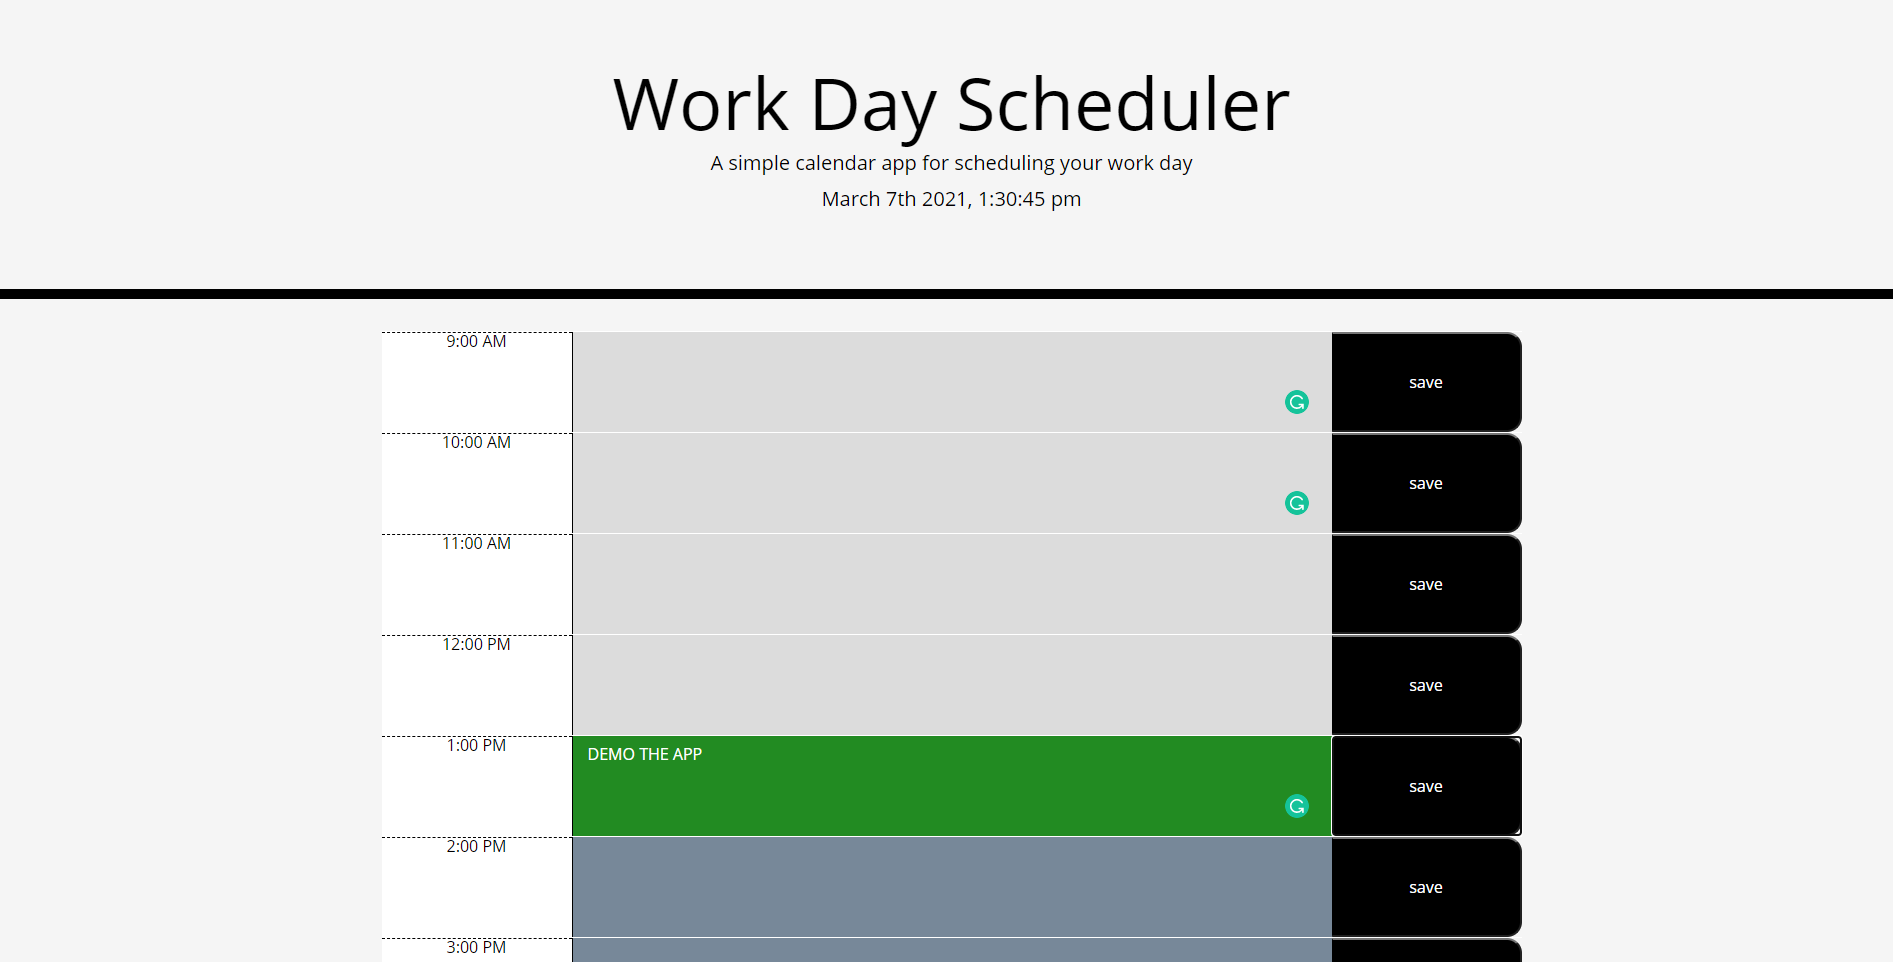 Work Day Scheduler
A simple calendar app for scheduling your work day
March 7th 2021, 1:30:45 pm
9:00 AM
save
10:00 AM
save
11:00 AM
save
12:00 PM
save
1:00 PM
DEMO THE APP
save
2:00 PM
save
3:00 PM